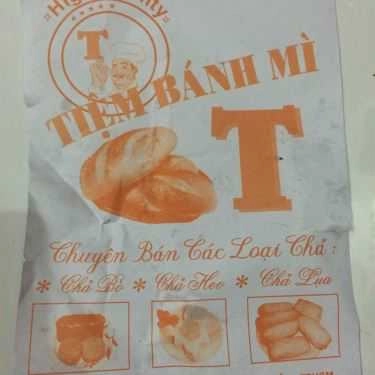 High Quality
T
TIỆM BÁNH MÌ
T
Chuyên Bán Các Loại Chả :
* Chả Bò * Chả Heo * Chả Lụa